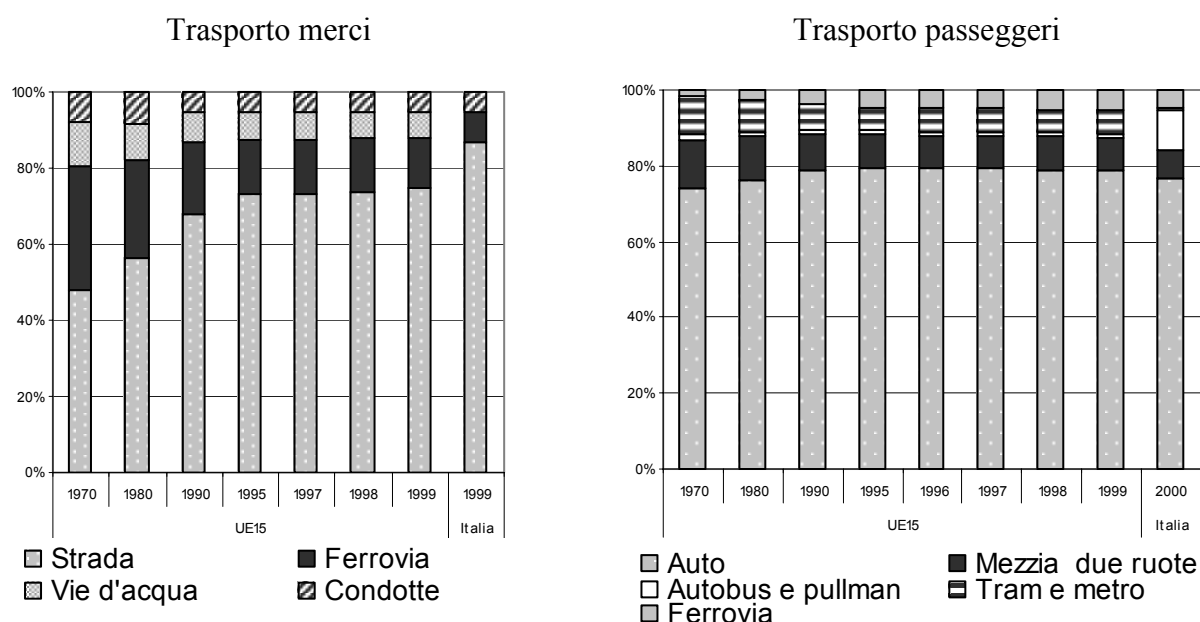 Trasporto merci
100%
80%
60%
40%
20%
0%
1970 1980 1990 1995 1997 1998 1999 1999
UE15 Italia
Strada Ferrovia
Vie d'acqua Condotte
Trasporto passeggeri
100%
80%
60%
40%
20%
0%
1970 1980 1990 1995 1996 1997 1998 1999 2000
UE15 Italia
Auto Mezzia due ruote
Autobus e pullman Tram e metro
Ferrovia